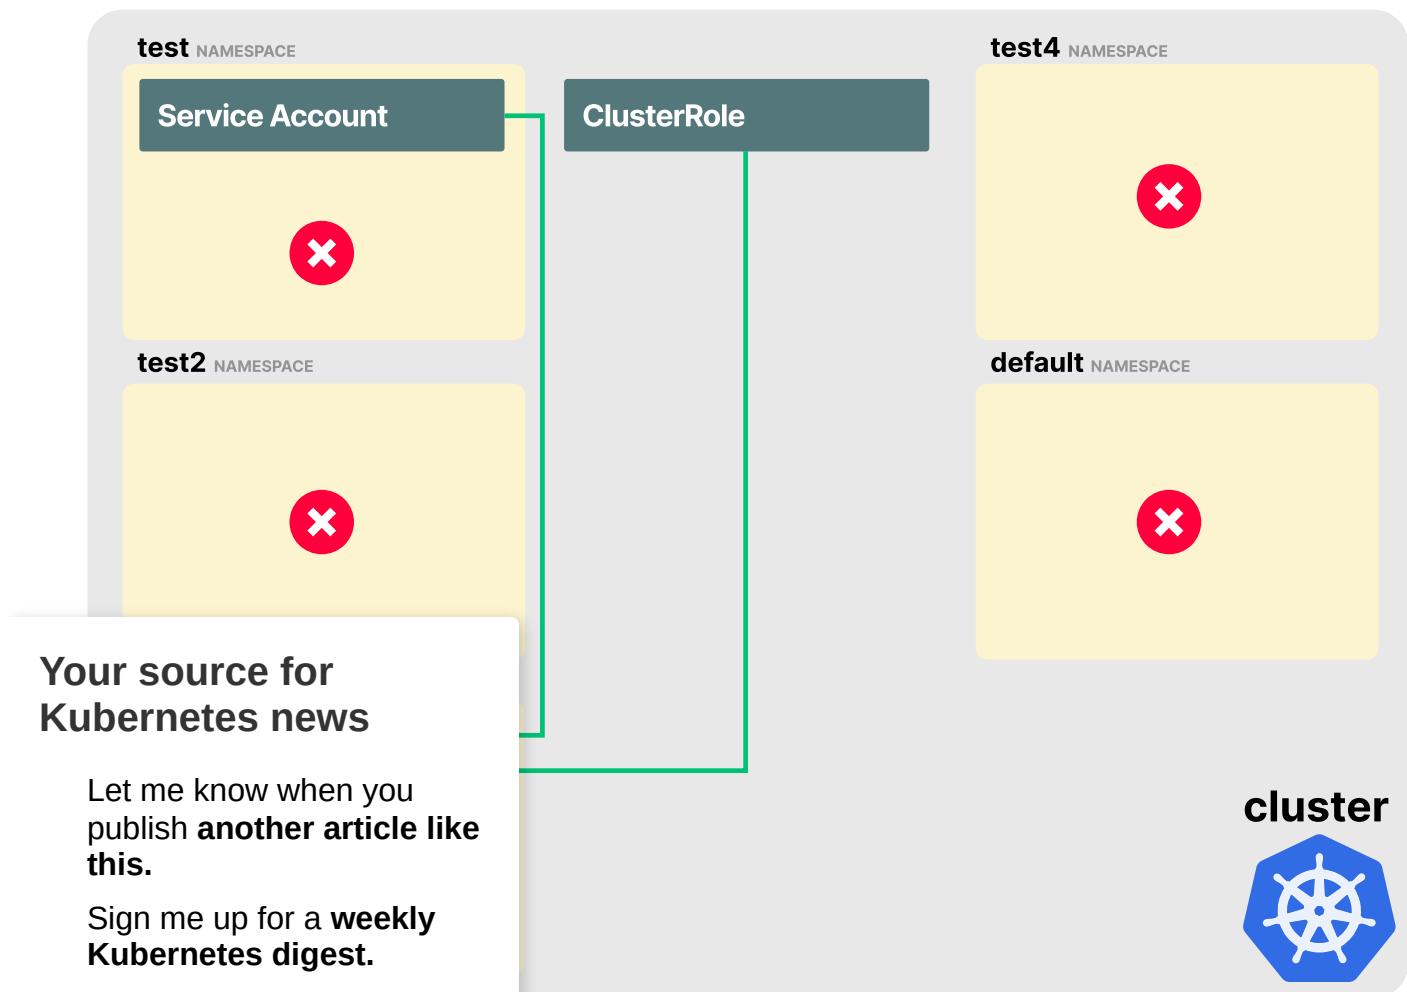 test NAMESPACE
Service Account
ClusterRole
test4 NAMESPACE
test2 NAMESPACE
default NAMESPACE
Your source for
Kubernetes news
Let me know when you
publish another article like
this.
Sign me up for a weekly
Kubernetes digest.
cluster